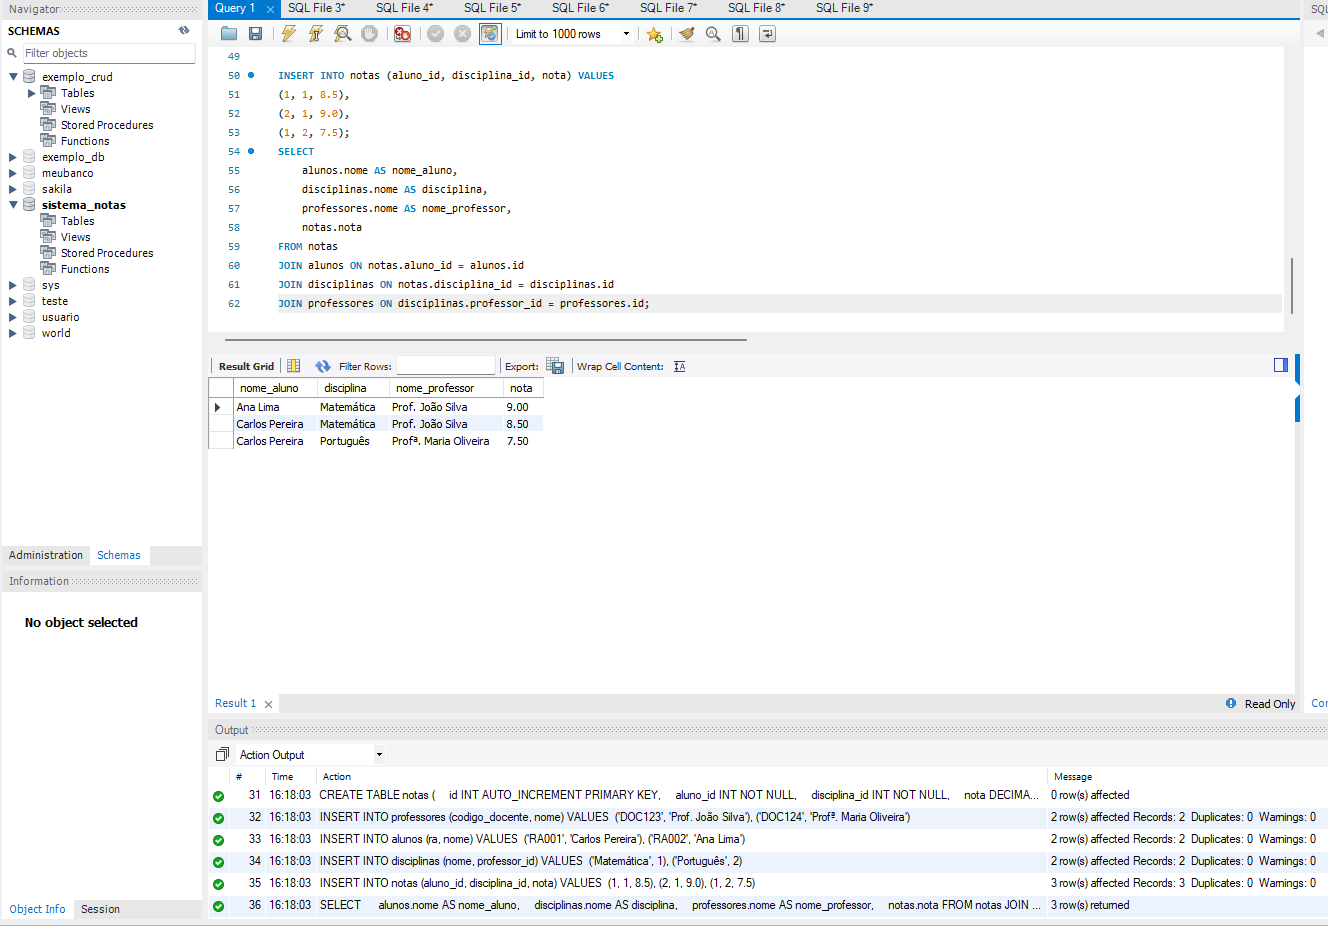 Navigator
SCHEMAS
Filter objects
exemplo_crud
Tables
Views
Stored Procedures
Functions
exemplo_db
meubanco
sakila
sistema_notas
Tables
Views
Stored Procedures
Functions
sys
teste
usuario
world
Administration Schemas
Information
No object selected
Object Info Session
Query 1 SQL File 3* SQL File 4* SQL File 5* SQL File 6* SQL File 7* SQL File 8* SQL File 9*
Limit to 1000 rows
49
50 INSERT INTO notas (aluno_id, disciplina_id, nota) VALUES
51 (1, 1, 8.5),
52 (2, 1, 9.0),
53 (1, 2, 7.5);
54 SELECT
55 alunos.nome AS nome_aluno,
56 disciplinas.nome AS disciplina,
57 professores.nome AS nome_professor,
58 notas.nota
59 FROM notas
60 JOIN alunos ON notas.aluno_id = alunos.id
61 JOIN disciplinas ON notas.disciplina_id = disciplinas.id
62 JOIN professores ON disciplinas.professor_id = professores.id;
Result Grid Filter Rows: Export: Wrap Cell Content:
nome_aluno disciplina nome_professor nota
Ana Lima Matemática Prof. João Silva 9.00
Carlos Pereira Matemática Prof. João Silva 8.50
Carlos Pereira Português Profª. Maria Oliveira 7.50
Result 1 Read Only
Output
Action Output
# Time Action Message
31 16:18:03 CREATE TABLE notas ( id INT AUTO_INCREMENT PRIMARY KEY, aluno_id INT NOT NULL, disciplina_id INT NOT NULL, nota DECIMA... 0 row(s) affected
32 16:18:03 INSERT INTO professores (codigo_docente, nome) VALUES ('DOC123', 'Prof. João Silva'), ('DOC124', 'Profª. Maria Oliveira') 2 row(s) affected Records: 2 Duplicates: 0 Warnings: 0
33 16:18:03 INSERT INTO alunos (ra, nome) VALUES ('RA001', 'Carlos Pereira'), ('RA002', 'Ana Lima') 2 row(s) affected Records: 2 Duplicates: 0 Warnings: 0
34 16:18:03 INSERT INTO disciplinas (nome, professor_id) VALUES ('Matemática', 1), ('Português', 2) 2 row(s) affected Records: 2 Duplicates: 0 Warnings: 0
35 16:18:03 INSERT INTO notas (aluno_id, disciplina_id, nota) VALUES (1, 1, 8.5), (2, 1, 9.0), (1, 2, 7.5) 3 row(s) affected Records: 3 Duplicates: 0 Warnings: 0
36 16:18:03 SELECT alunos.nome AS nome_aluno, disciplinas.nome AS disciplina, professores.nome AS nome_professor, notas.nota FROM notas JOIN ... 3 row(s) returned